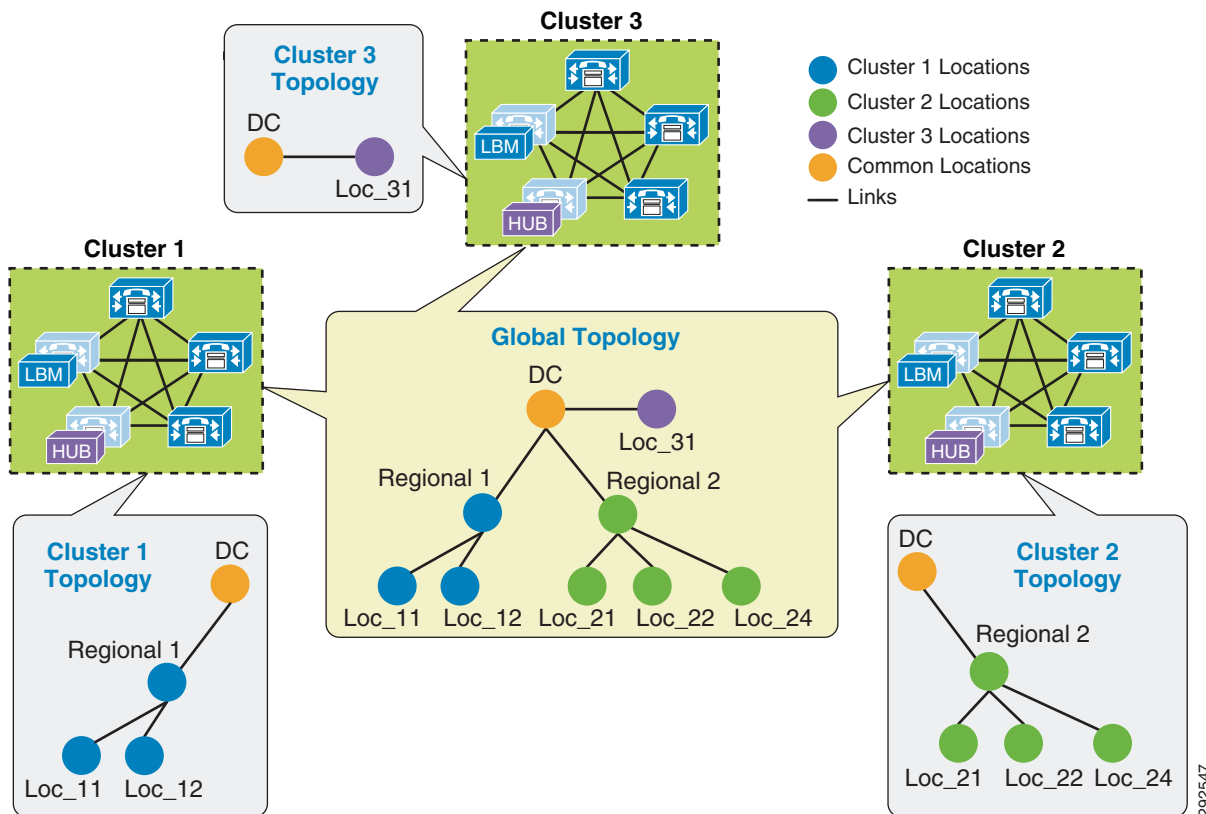 Cluster 3
Cluster 3
Topology
DC
Loc_31
LBM
HUB
Cluster 1 Locations
Cluster 2 Locations
Cluster 3 Locations
Common Locations
Links
Cluster 1
LBM
HUB
Cluster 2
LBM
HUB
Global Topology
DC
Loc_31
Regional 1
Regional 2
Loc_11
Loc_12
Loc_21
Loc_22
Loc_24
Cluster 1
Topology
DC
Regional 1
Loc_11
Loc_12
DC
Cluster 2
Topology
Regional 2
Loc_21
Loc_22
Loc_24
292547